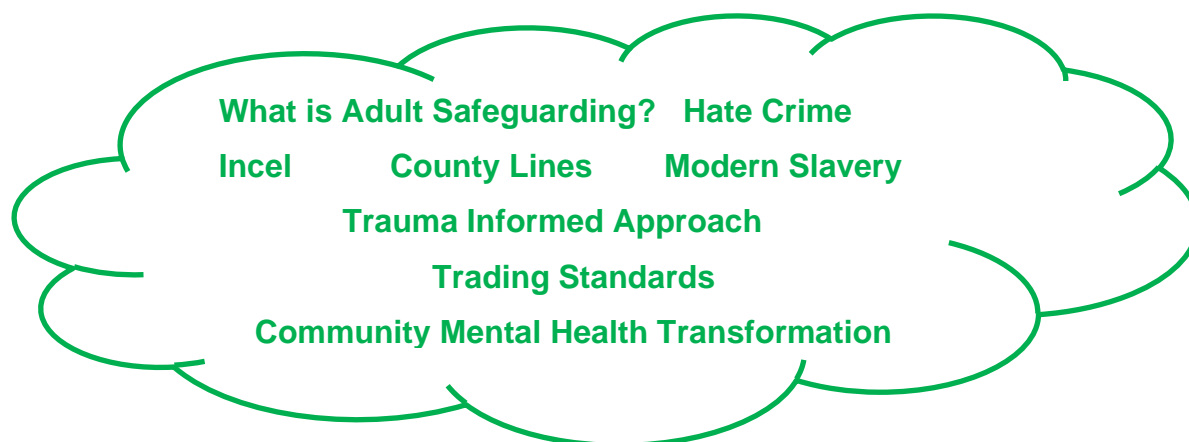 What is Adult Safeguarding? Hate Crime
Incel County Lines Modern Slavery
Trauma Informed Approach
Trading Standards
Community Mental Health Transformation